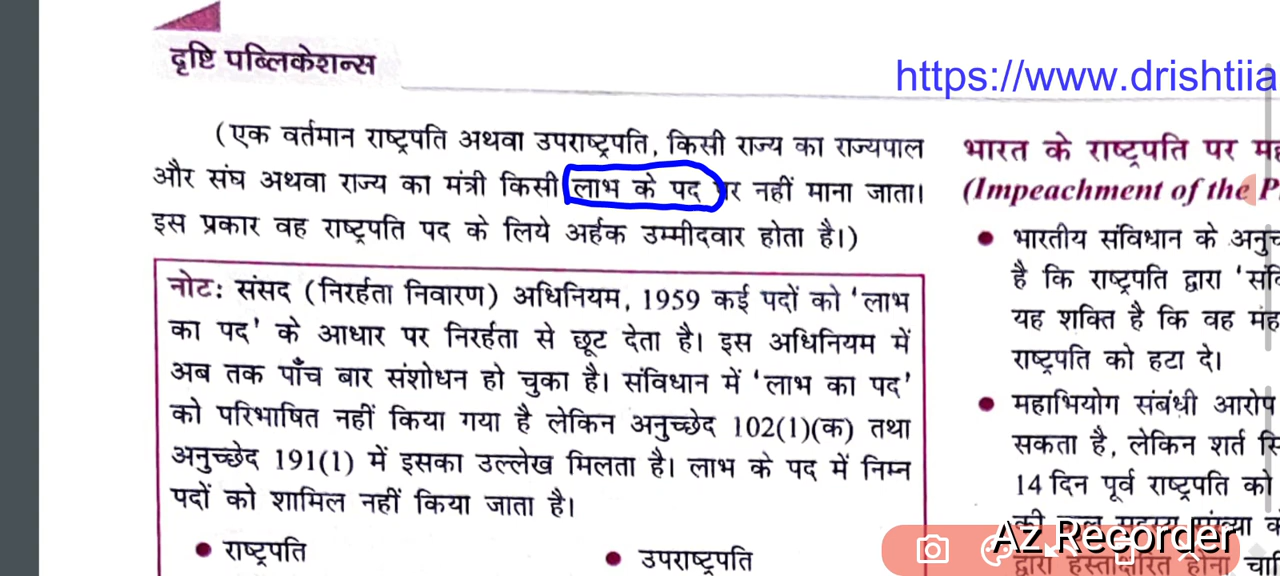 दृष्टि पब्लिकेशन्स
https://www.drishtiia
(एक वर्तमान राष्ट्रपति अथवा उपराष्ट्रपति, किसी राज्य का राज्यपाल
और संघ अथवा राज्य का मंत्री किसी लाभ के पद पर नहीं माना जाता।
इस प्रकार वह राष्ट्रपति पद के लिये अर्हक उम्मीदवार होता है।)
नोट: संसद (निरर्हता निवारण) अधिनियम, 1959 कई पदों को 'लाभ
का पद' के आधार पर निरर्हता से छूट देता है। इस अधिनियम में
अब तक पाँच बार संशोधन हो चुका है। संविधान में 'लाभ का पद'
को परिभाषित नहीं किया गया है लेकिन अनुच्छेद 102(1)(क) तथा
अनुच्छेद 191(1) में इसका उल्लेख मिलता है। लाभ के पद में निम्न
पदों को शामिल नहीं किया जाता है।
● राष्ट्रपति
● उपराष्ट्रपति
भारत के राष्ट्रपति पर
(Impeachment of the
● भारतीय संविधान के
है कि राष्ट्रपति द्वारा
यह शक्ति है कि वह
राष्ट्रपति को हटा दे।
● महाभियोग संबंधी आरोप
सकता है, लेकिन शर्त
14 दिन पूर्व राष्ट्रपति को
की कुल सदस्य संख्या
द्वारा हस्ताक्षरित होना
Az Recorder